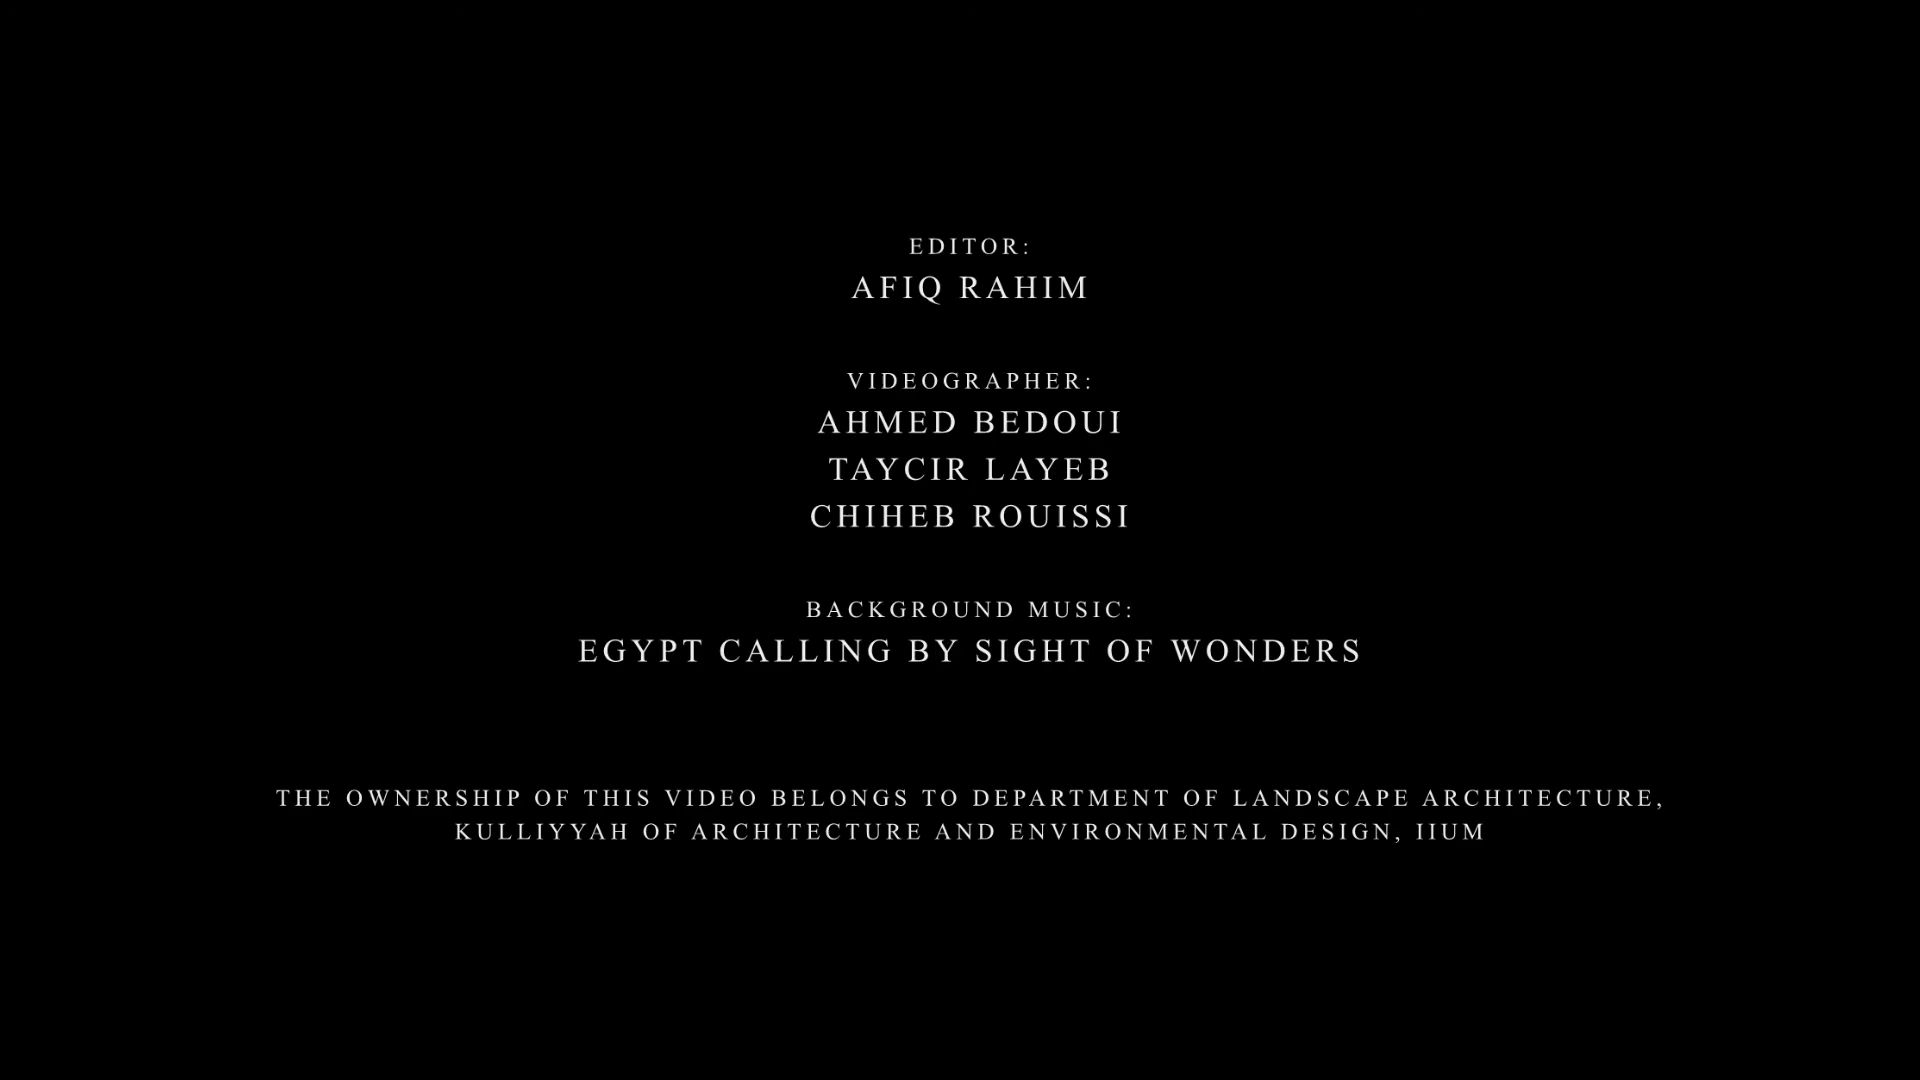 EDITOR:
AFIQ RAHIM
VIDEOGRAPHER:
AHMED BEDOUI
TAYCIR LAYEB
CHIHEB ROUISSI
BACKGROUND MUSIC:
EGYPT CALLING BY SIGHT OF WONDERS
THE OWNERSHIP OF THIS VIDEO BELONGS TO DEPARTMENT OF LANDSCAPE ARCHITECTURE,
KULLIYYAH OF ARCHITECTURE AND ENVIRONMENTAL DESIGN, IIUM